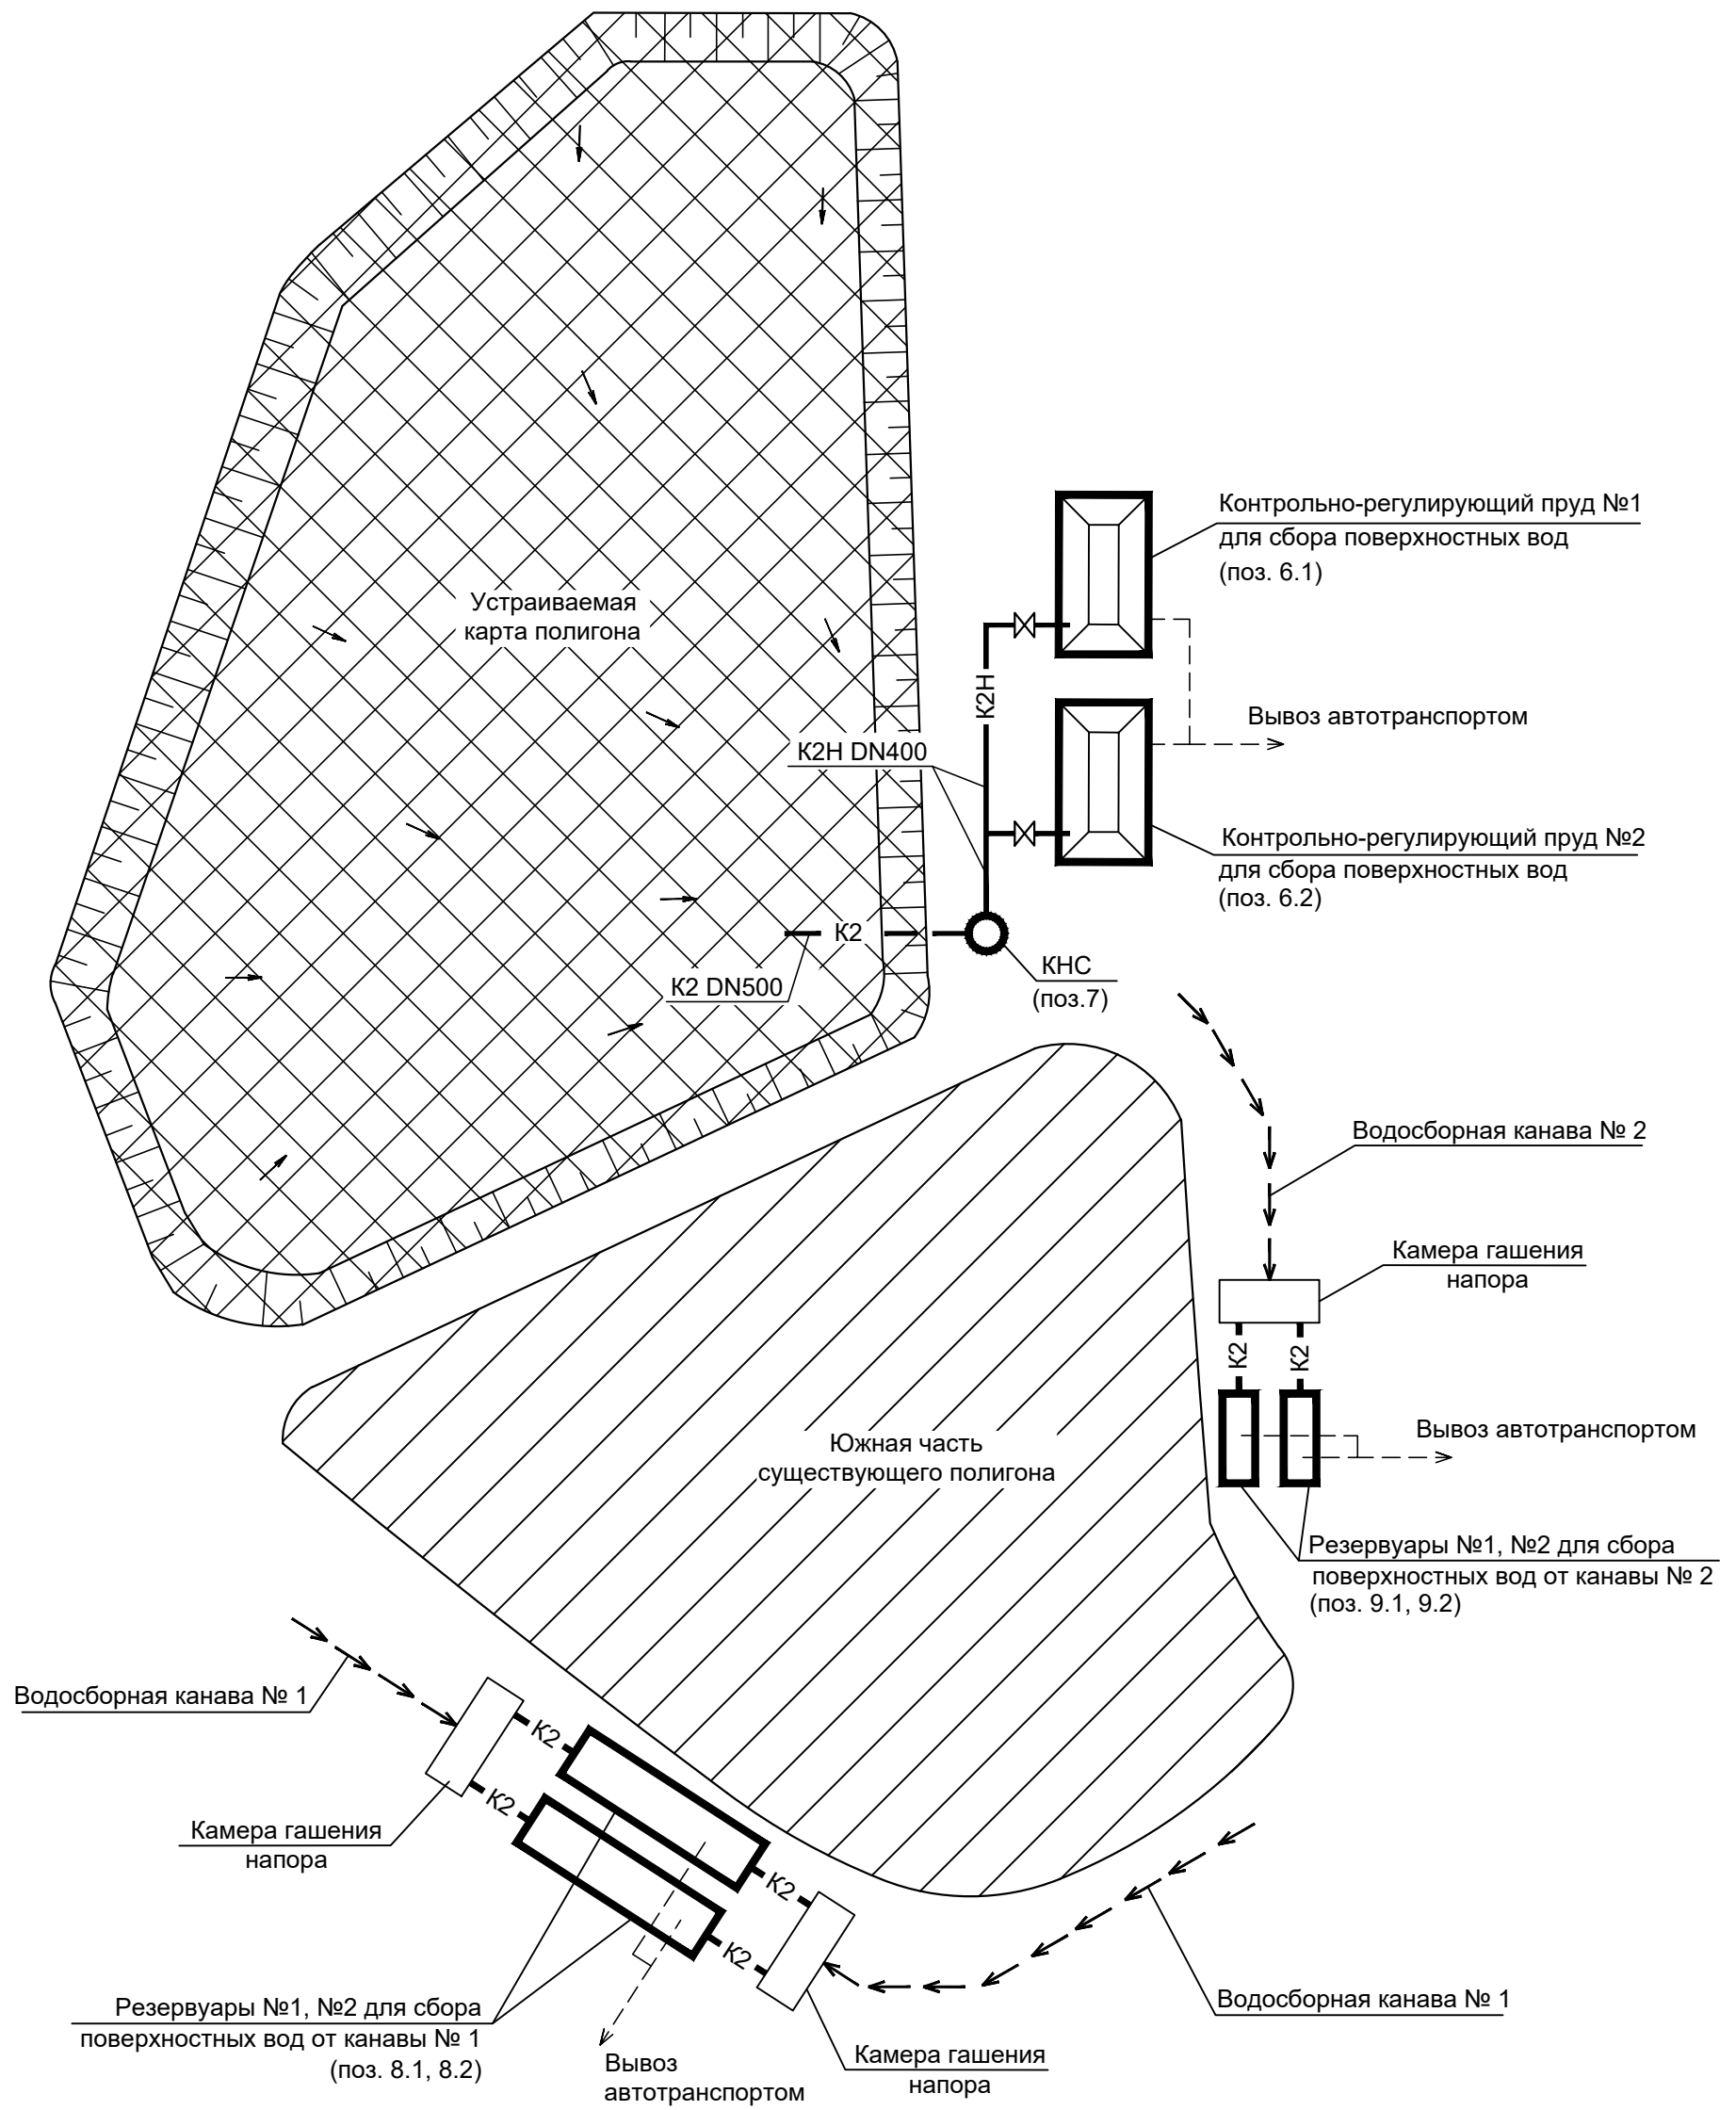 Контрольно-регулирующий пруд №1
для сбора поверхностных вод
(поз. 6.1)
Устраиваемая
карта полигона
К2Н
Вывоз автотранспортом
К2Н DN400
Контрольно-регулирующий пруд №2
для сбора поверхностных вод
(поз. 6.2)
К2
К2 DN500
КНС
(поз.7)
Водосборная канава № 2
Камера гашения
напора
К2
К2
Вывоз автотранспортом
Южная часть
существующего полигона
Резервуары №1, №2 для сбора
поверхностных вод от канавы № 2
(поз. 9.1, 9.2)
Водосборная канава № 1
К2
К2
Камера гашения
напора
К2
К2
Резервуары №1, №2 для сбора
поверхностных вод от канавы № 1
(поз. 8.1, 8.2)
Вывоз
автотранспортом
Камера гашения
напора
Водосборная канава № 1